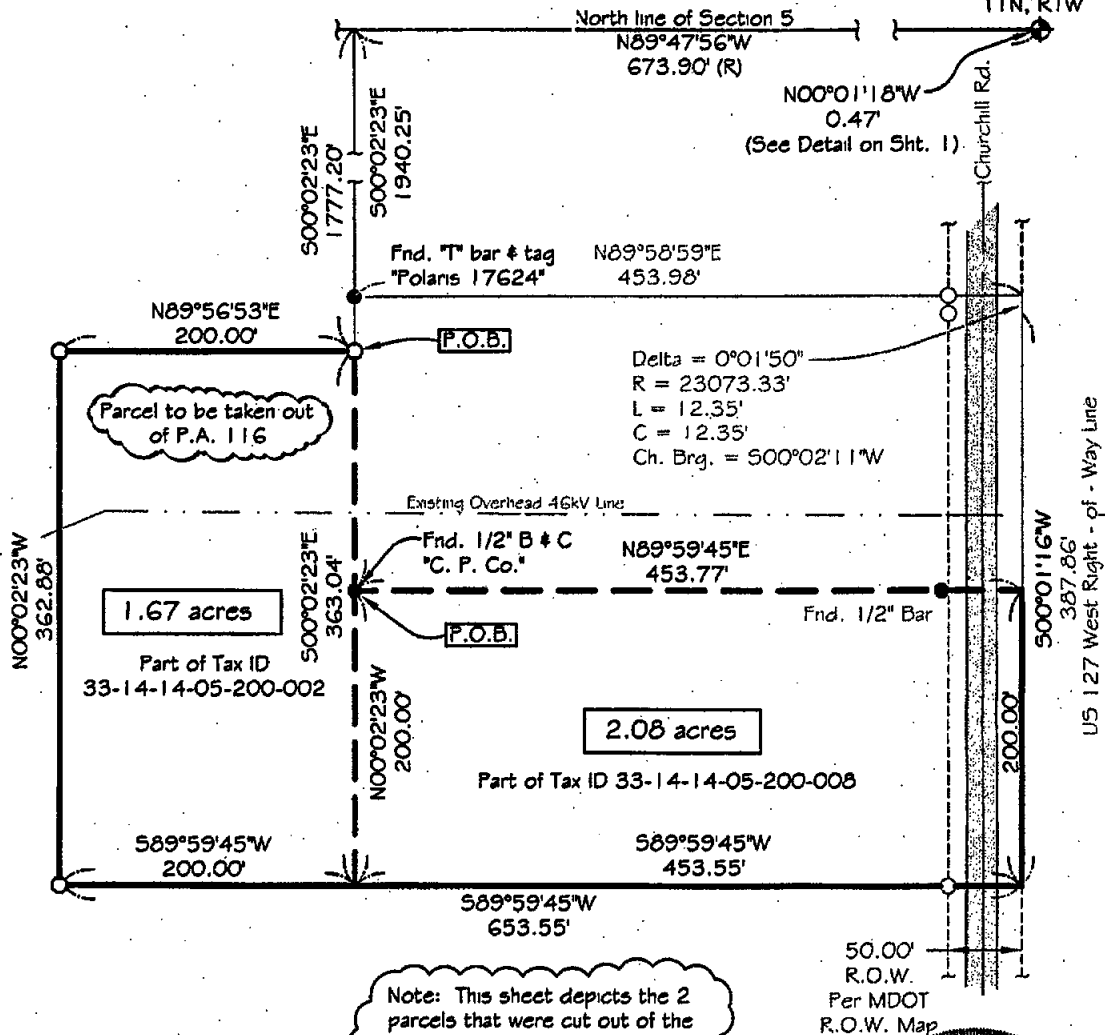 T1N, R1W
North line of Section 5
N89°47'56"W
673.90' (R)
N00°01'18"W
0.47'
(See Detail on Sht. 1)
Churchill Rd.
S00°02'23"E
1777.20'
S00°02'23"E
1940.25'
Fnd. "T" bar & tag
"Polaris 17624"
N89°58'59"E
453.98'
N89°56'53"E
200.00'
P.O.B.
Delta = 0°01'50"
R = 23073.33'
L = 12.35'
C = 12.35'
Ch. Brg. = S00°02'11"W
Parcel to be taken out
of P.A. 116
Existing Overhead 46kV Line
Fnd. 1/2" B & C
"C. P. Co."
N89°59'45"E
453.77'
Fnd. 1/2" Bar
N00°02'23"W
362.88'
1.67 acres
S00°02'23"E
363.04'
P.O.B.
S00°01'16"W
387.86'
US 127 West Right - of - Way Line
Part of Tax ID
33-14-14-05-200-002
N00°02'23"W
200.00'
2.08 acres
200.00'
Part of Tax ID 33-14-14-05-200-008
S89°59'45"W
200.00'
S89°59'45"W
453.55'
S89°59'45"W
653.55'
50.00'
R.O.W.
Per MDOT
R.O.W. Map
Note: This sheet depicts the 2
parcels that were cut out of the